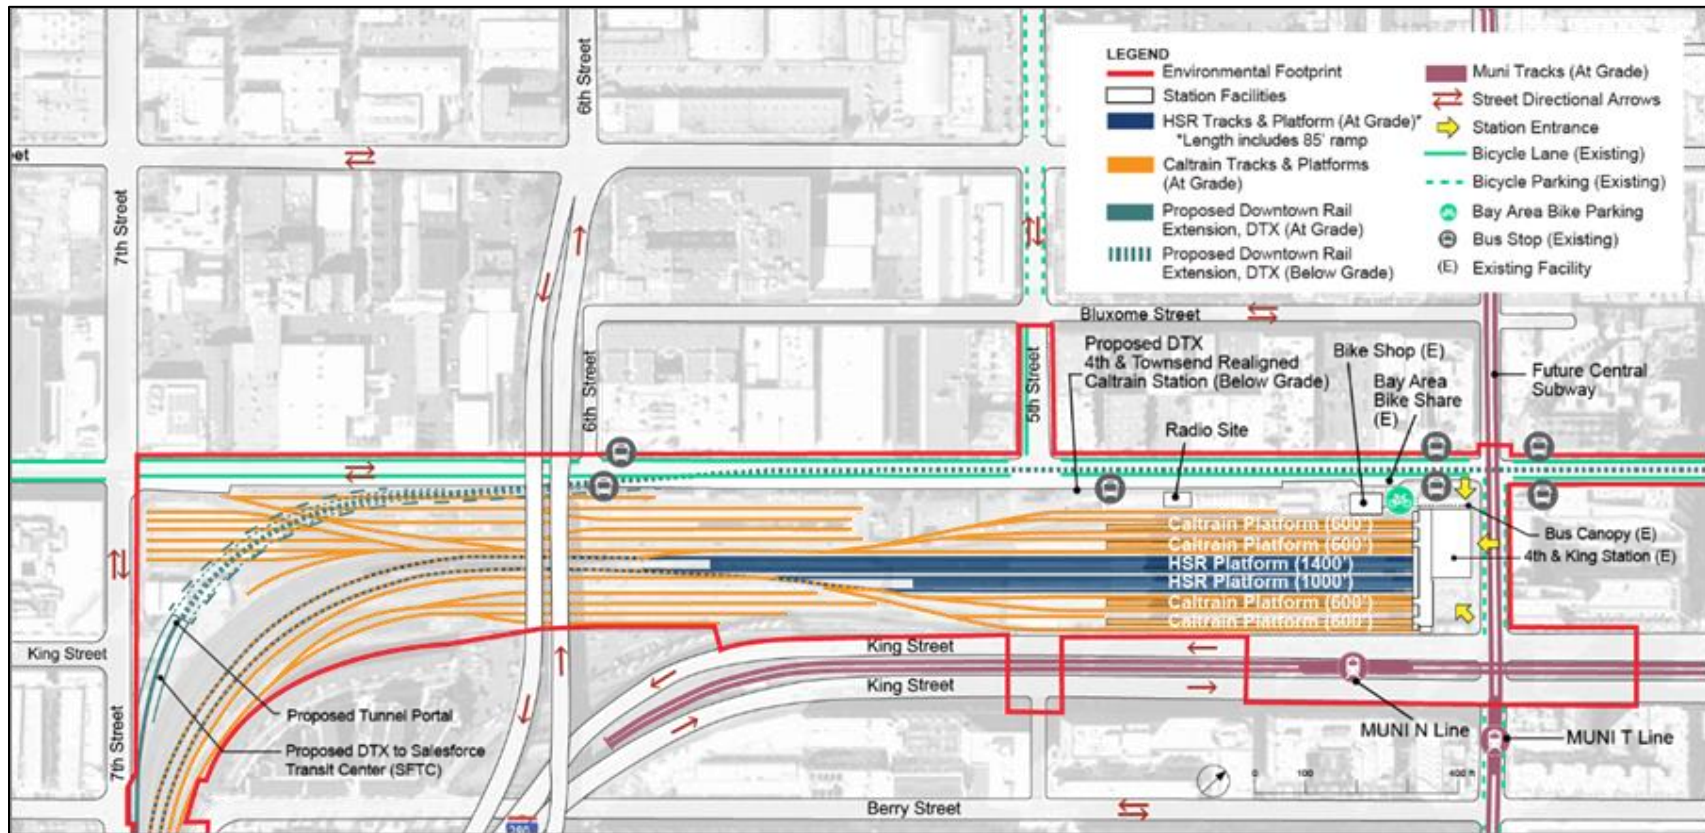 LEGEND
Environmental Footprint
Station Facilities
HSR Tracks & Platform (At Grade)*
*Length includes 85' ramp
Caltrain Tracks & Platforms
(At Grade)
Proposed Downtown Rail
Extension, DTX (At Grade)
Proposed Downtown Rail
Extension, DTX (Below Grade)
Muni Tracks (At Grade)
Street Directional Arrows
Station Entrance
Bicycle Lane (Existing)
Bicycle Parking (Existing)
Bay Area Bike Parking
Bus Stop (Existing)
(E) Existing Facility
6th Street
et
7th Street
Bluxome Street
6th Street
5th Street
Proposed DTX
4th & Townsend Realigned
Caltrain Station (Below Grade)
Bike Shop (E)
Bay Area
Bike Share
(E)
Future Central
Subway
Radio Site
Caltrain Platform (600')
Caltrain Platform (600')
HSR Platform (1400')
HSR Platform (1000')
Caltrain Platform (600')
Caltrain Platform (600')
Bus Canopy (E)
4th & King Station (E)
King Street
King Street
King Street
7th Street
Proposed Tunnel Portal
Proposed DTX to Salesforce
Transit Center (SFTC)
MUNI N Line
MUNI T Line
0 100 400 ft
Berry Street
280